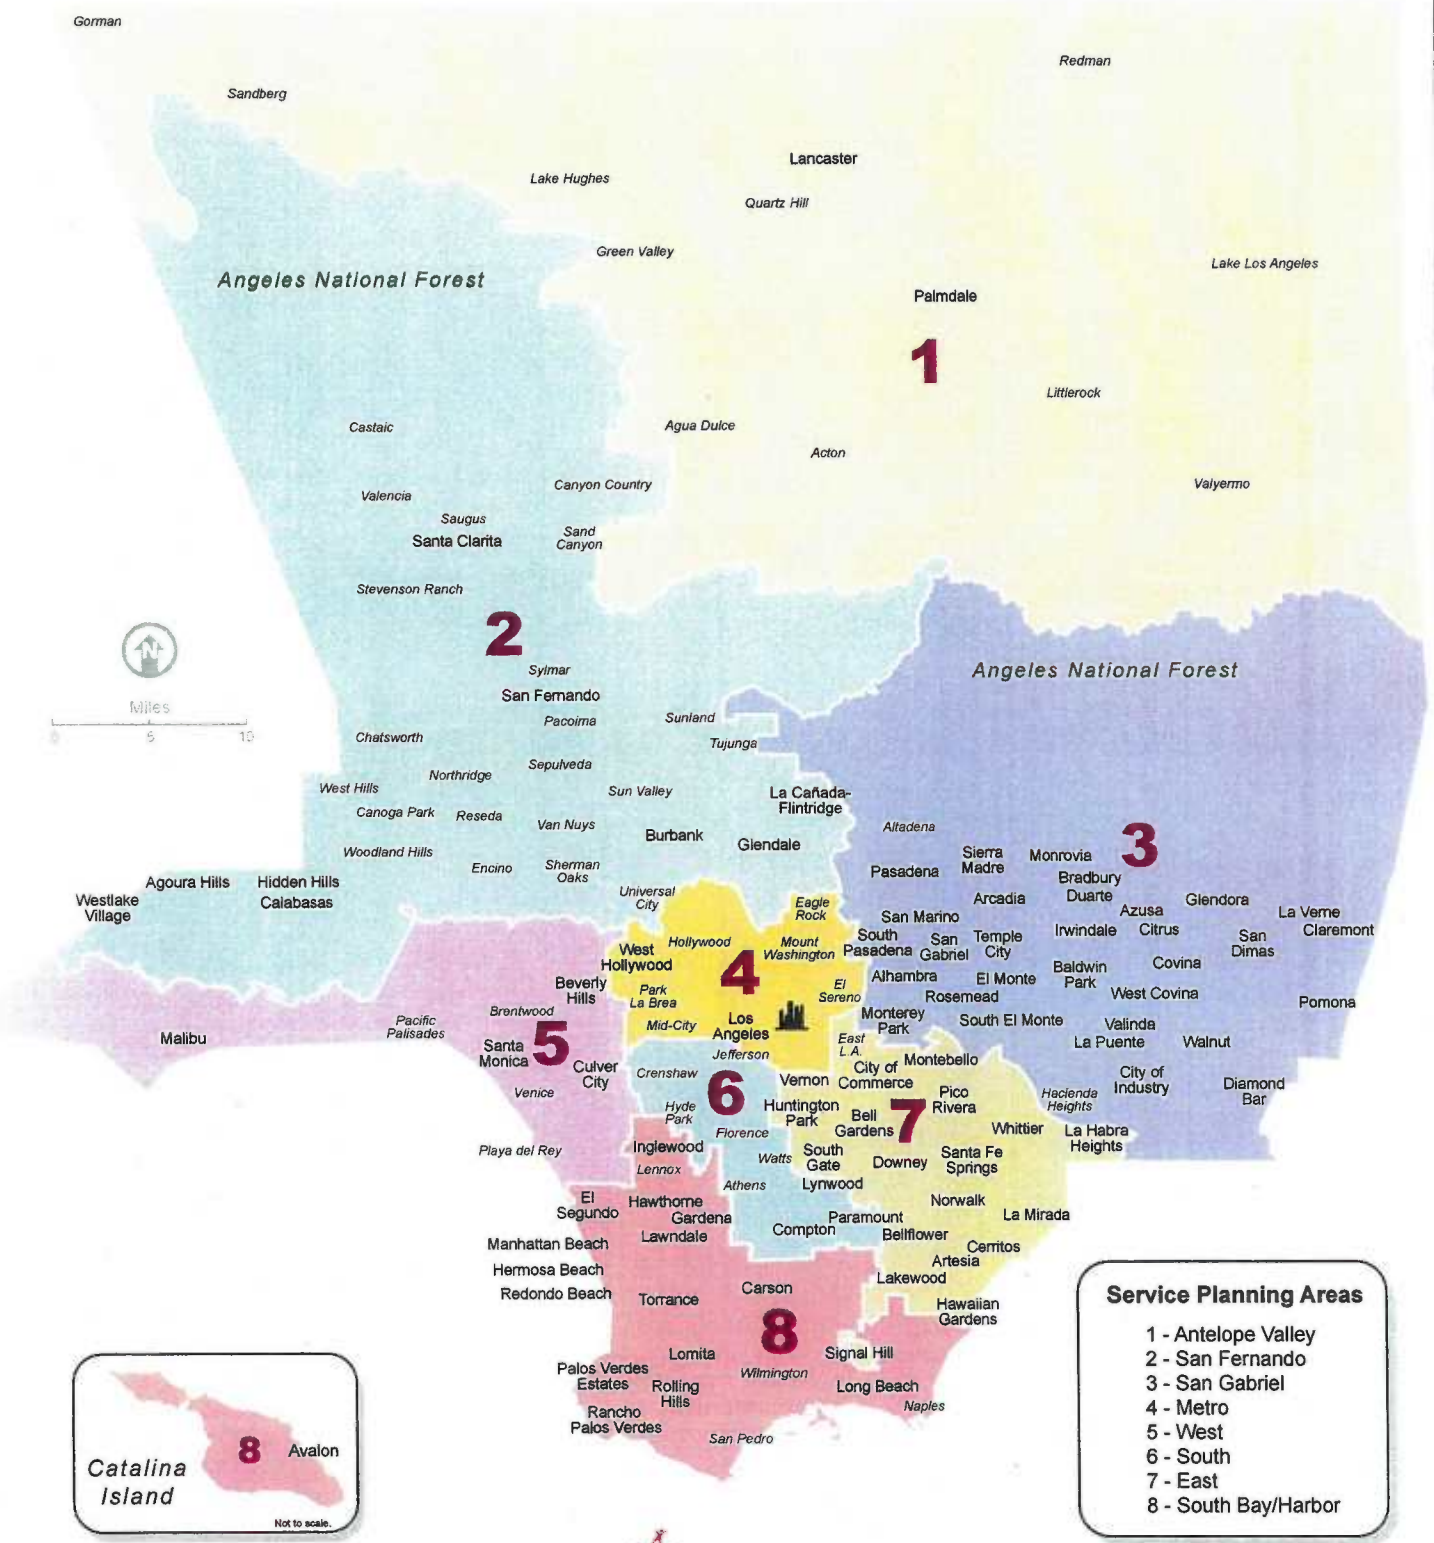 Gorman
Redman
Sandberg
Lancaster
Lake Hughes
Quartz Hill
Green Valley
Lake Los Angeles
Angeles National Forest
Palmdale
1
Littlerock
Castaic
Agua Dulce
Acton
Canyon Country
Valyermo
Valencia
Saugus
Santa Clarita
Sand
Canyon
Stevenson Ranch
2
N
Miles
0 5 10
Angeles National Forest
Sylmar
San Fernando
Pacoima
Sunland
Chatsworth
Tujunga
Sepulveda
Northridge
West Hills
Sun Valley
La Cañada-
Flintridge
Canoga Park
Reseda
Van Nuys
Burbank
Glendale
Altadena
3
Woodland Hills
Encino
Sherman
Oaks
Pasadena
Sierra
Madre
Monrovia
Bradbury
Duarte
Agoura Hills
Hidden Hills
Calabasas
Westlake
Village
Universal
City
Eagle
Rock
Arcadia
Glendora
Azusa
Citrus
La Verne
Claremont
San Marino
Irwindale
San
Dimas
West
Hollywood
Hollywood
Mount
Washington
South
Pasadena
San
Gabriel
Temple
City
Covina
4
Beverly
Hills
Park
La Brea
El
Sereno
Alhambra
El Monte
Baldwin
Park
West Covina
Rosemead
Pomona
Brentwood
Pacific
Palisades
Malibu
Mid-City
Los
Angeles
Monterey
Park
South El Monte
Valinda
La Puente
Walnut
Santa
Monica
5
Culver
City
Jefferson
East
L.A.
City of
Commerce
Montebello
Crenshaw
6
Vernon
City of
Industry
Diamond
Bar
Venice
Hyde
Park
Huntington
Park
Bell
Gardens
7
Pico
Rivera
Hacienda
Heights
Florence
Whittier
La Habra
Heights
Playa del Rey
Inglewood
Lennox
Watts
South
Gate
Downey
Santa Fe
Springs
Athens
Lynwood
El
Segundo
Hawthorne
Gardena
Lawndale
Norwalk
La Mirada
Compton
Paramount
Bellflower
Manhattan Beach
Cerritos
Artesia
Hermosa Beach
Lakewood
Redondo Beach
Torrance
Carson
8
Hawaiian
Gardens
Lomita
Signal Hill
Palos Verdes
Estates
Rolling
Hills
Wilmington
Long Beach
Naples
Rancho
Palos Verdes
San Pedro
8
Avalon
Catalina
Island
Not to scale.
Service Planning Areas
1 - Antelope Valley
2 - San Fernando
3 - San Gabriel
4 - Metro
5 - West
6 - South
7 - East
8 - South Bay/Harbor